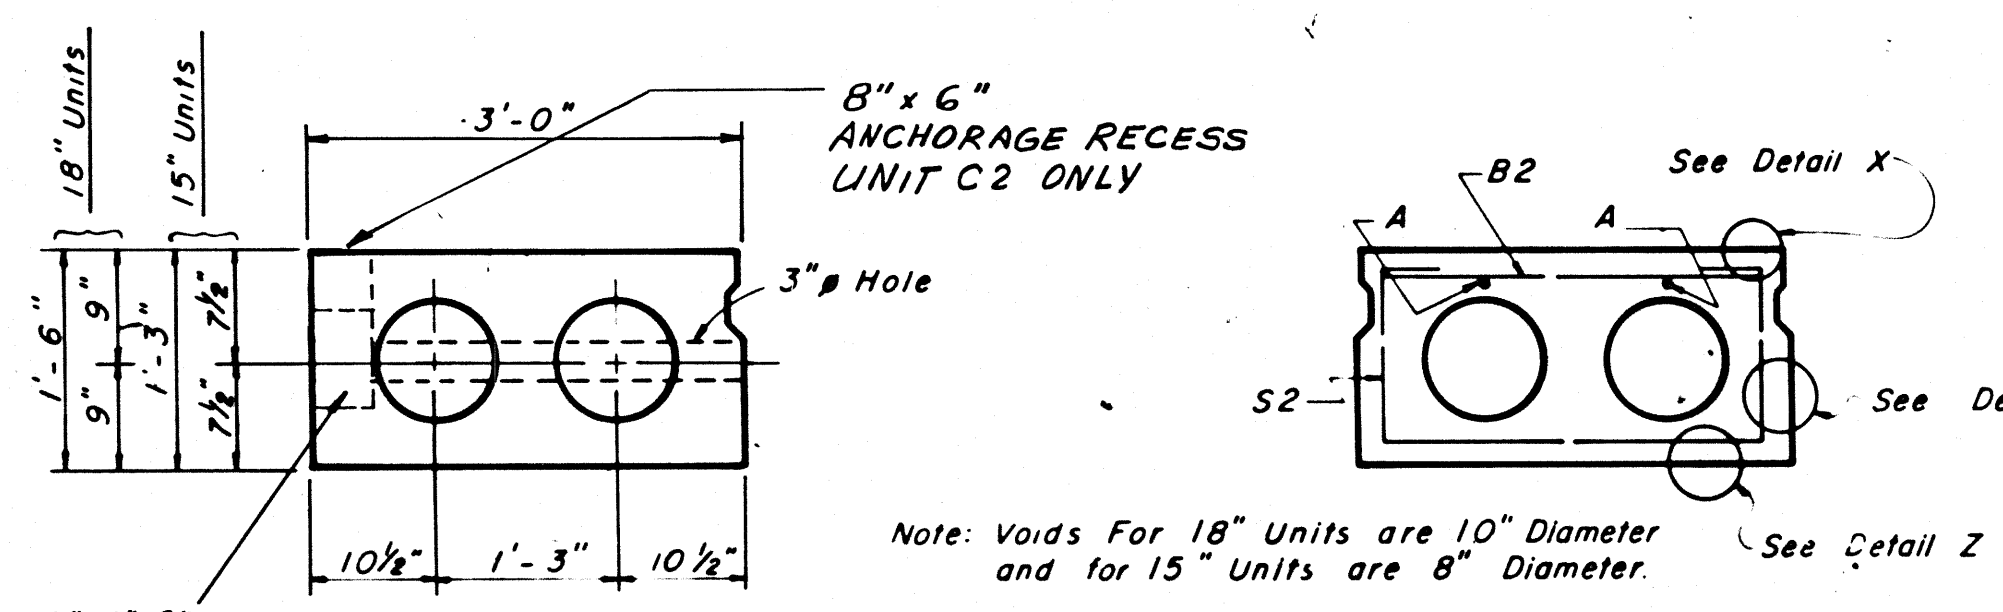 18" Units
15" Units
3'-0"
8" x 6"
ANCHORAGE RECESS
UNIT C2 ONLY
3" ø Hole
1'-6"
9"
9"
1'-3"
7½"
7½"
10½"
1'-3"
10½"
B2
See Detail X
A
A
S2
See
See Detail Z
Note: Voids For 18" Units are 10" Diameter
and for 15" Units are 8" Diameter.